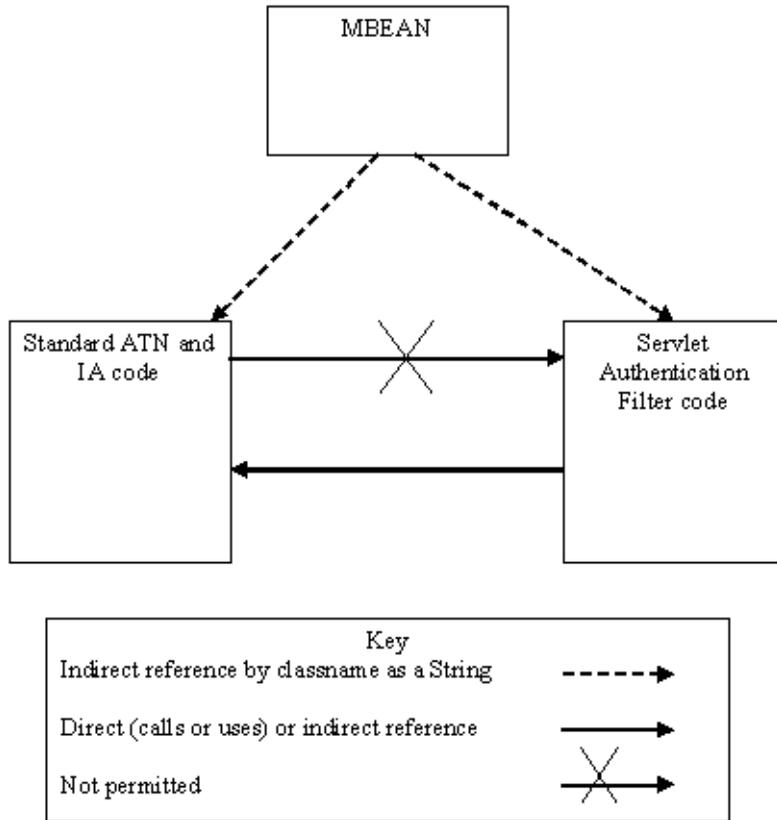 MBEAN
Standard ATN and
IA code
Servlet
Authentication
Filter code
Key
Indirect reference by classname as a String
Direct (calls or uses) or indirect reference
Not permitted